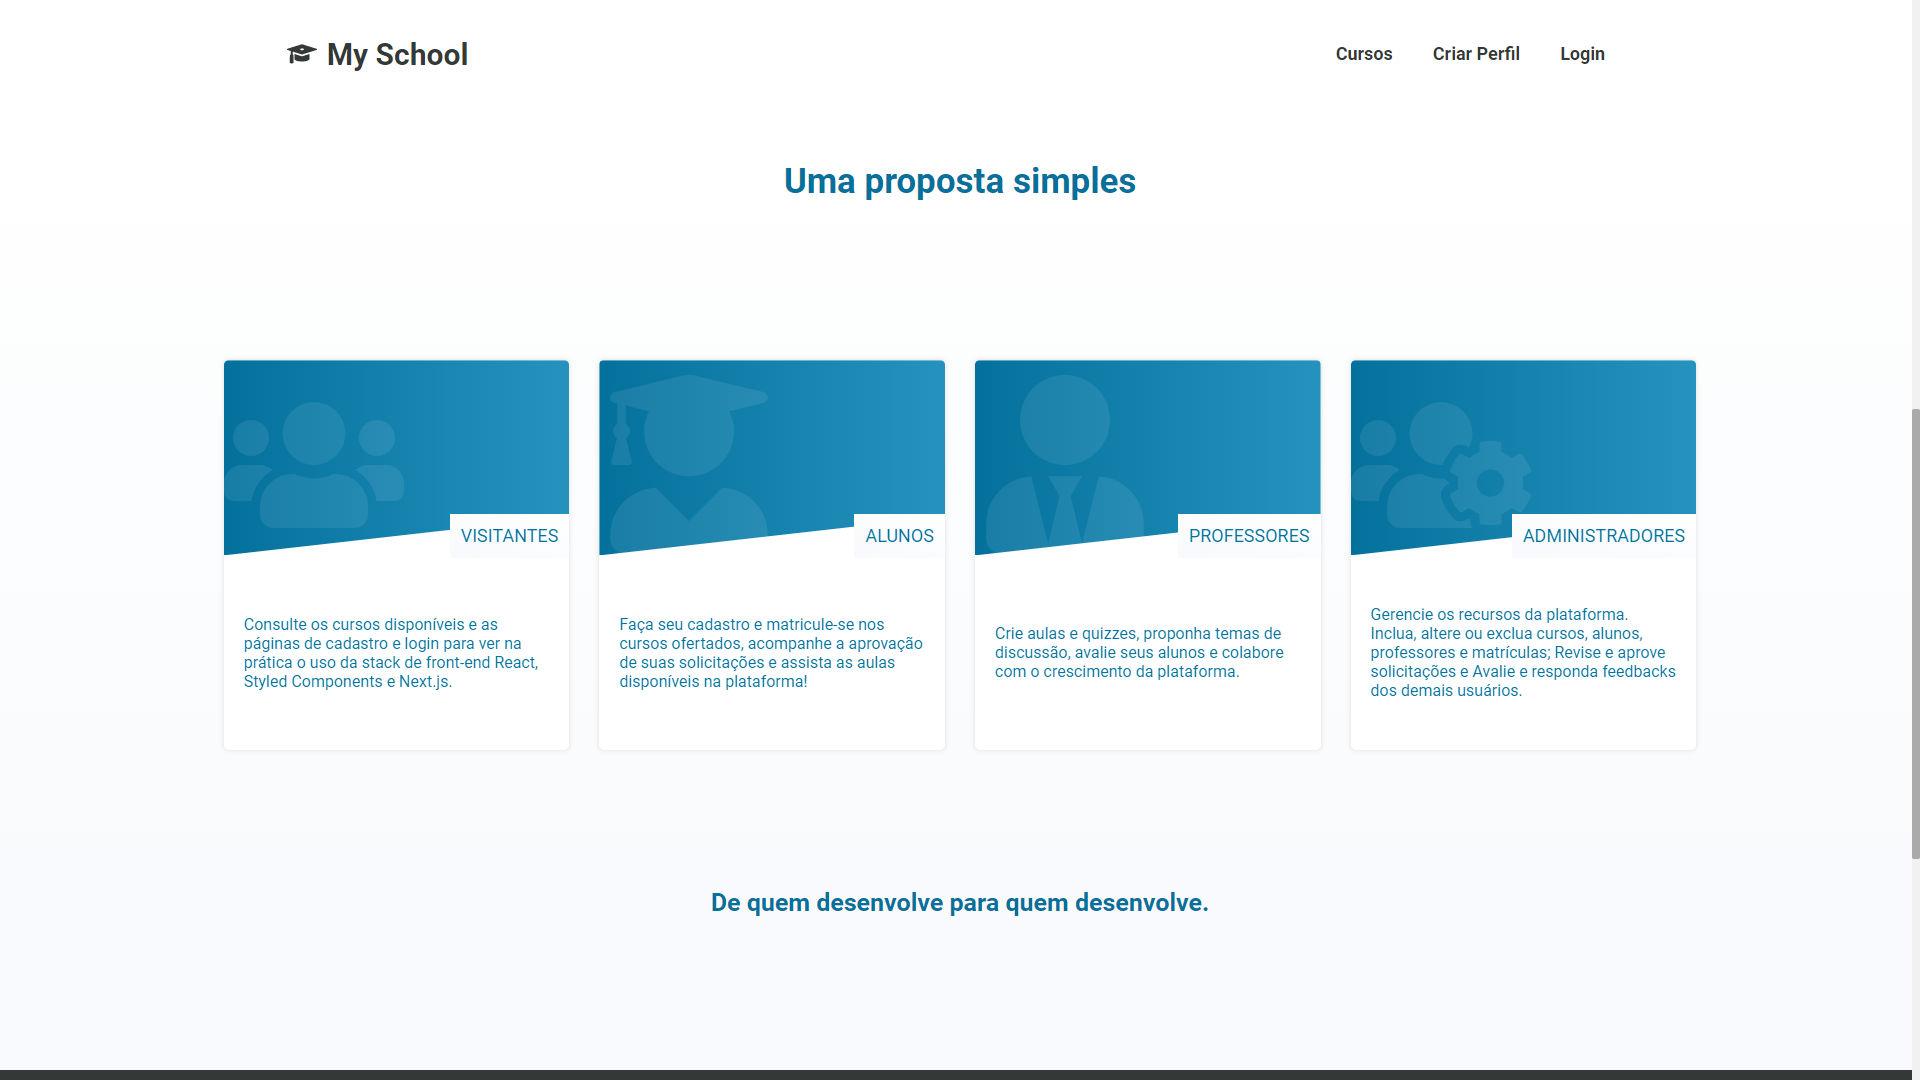 My School
Cursos
Criar Perfil
Login
Uma proposta simples
VISITANTES
Consulte os cursos disponíveis e as
páginas de cadastro e login para ver na
prática o uso da stack de front-end React,
Styled Components e Next.js.
ALUNOS
Faça seu cadastro e matricule-se nos
cursos ofertados, acompanhe a aprovação
de suas solicitações e assista as aulas
disponíveis na plataforma!
PROFESSORES
Crie aulas e quizzes, proponha temas de
discussão, avalie seus alunos e colabore
com o crescimento da plataforma.
ADMINISTRADORES
Gerencie os recursos da plataforma.
Inclua, altere ou exclua cursos, alunos,
professores e matrículas; Revise e aprove
solicitações e Avalie e responda feedbacks
dos demais usuários.
De quem desenvolve para quem desenvolve.